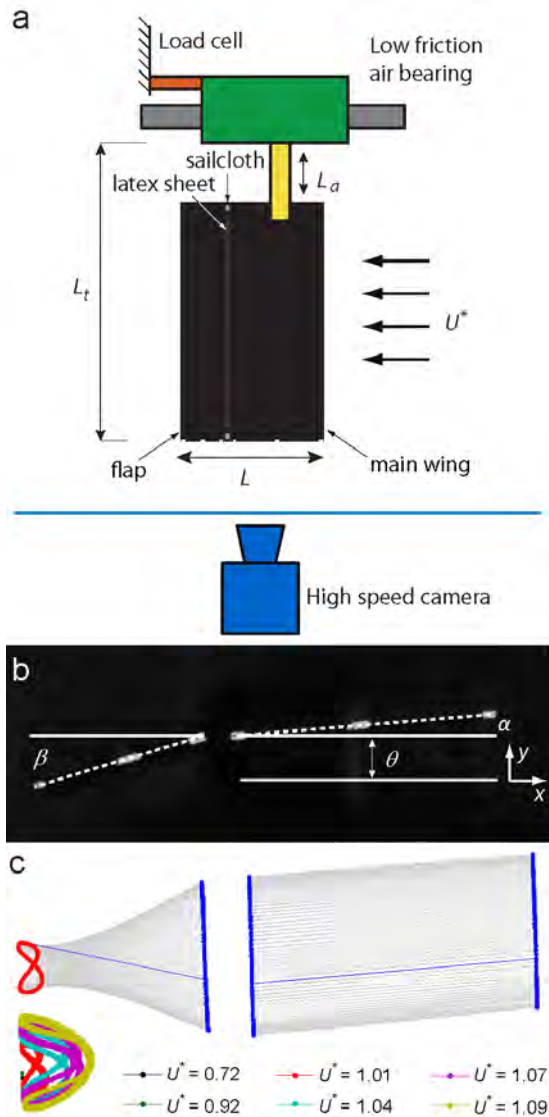 a
Load cell
Low friction
air bearing
sailcloth
latex sheet
L_a
L_t
U*
flap
L
main wing
High speed camera
b
β
θ
α
y
x
c
U* = 0.72
U* = 1.01
U* = 1.07
U* = 0.92
U* = 1.04
U* = 1.09